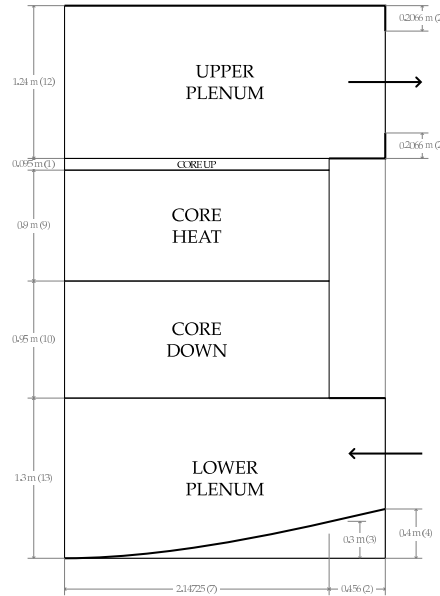 0.2066 m (2
UPPER
PLENUM
1.24 m (12)
0.2066 m (2
0.095 m (1)
CORE UP
CORE
HEAT
0.9 m (9)
CORE
DOWN
0.95 m (10)
LOWER
PLENUM
1.3 m (13)
0.3 m (3)
0.4 m (4)
2.14725 (7)
0.456 (2)